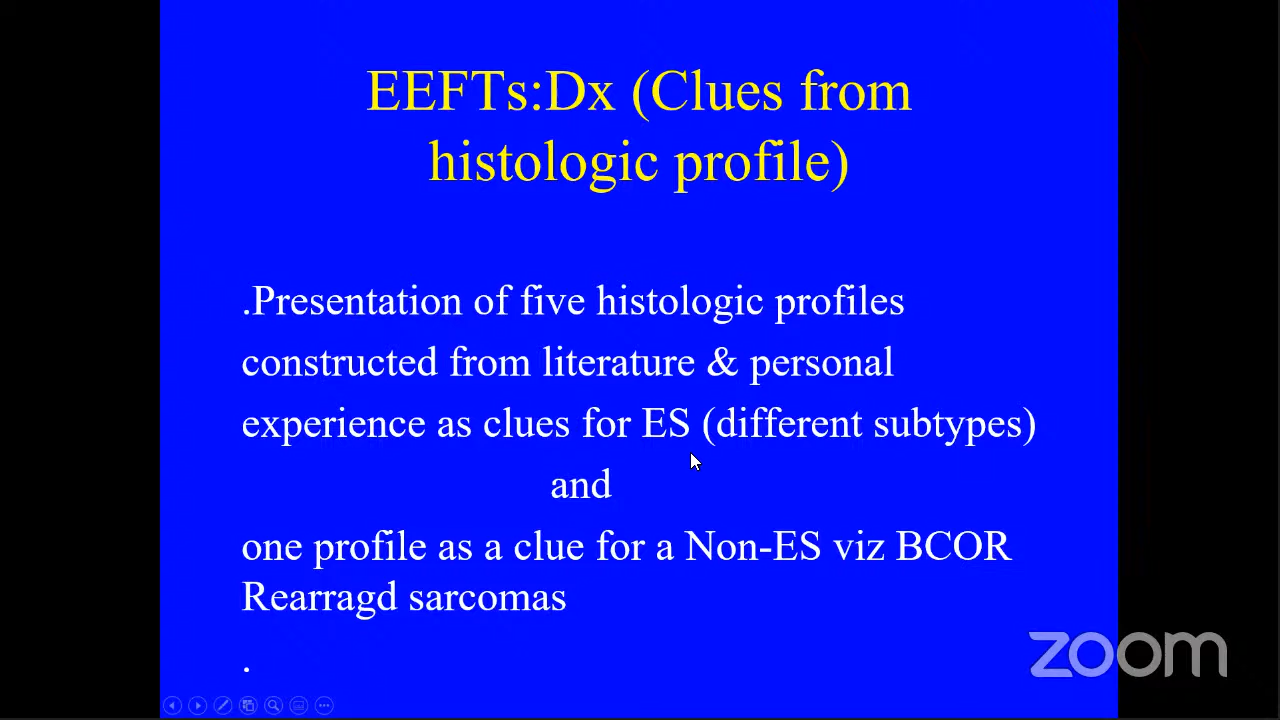 EEFTs:Dx (Clues from
histologic profile)
.Presentation of five histologic profiles
constructed from literature & personal
experience as clues for ES (different subtypes)
and
one profile as a clue for a Non-ES viz BCOR
Rearragd sarcomas
.
zoom